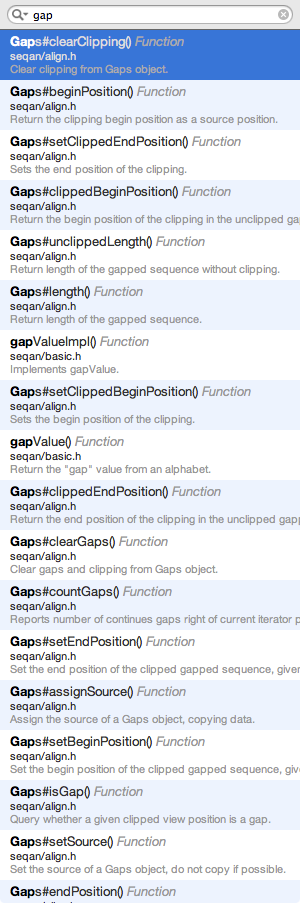 gap
Gaps#clearClipping() Function
seqan/align.h
Clear clipping from Gaps object.
Gaps#beginPosition() Function
seqan/align.h
Return the clipping begin position as a source position.
Gaps#setClippedEndPosition() Function
seqan/align.h
Sets the end position of the clipping.
Gaps#clippedBeginPosition() Function
seqan/align.h
Return the begin position of the clipping in the unclipped ga
Gaps#unclippedLength() Function
seqan/align.h
Return length of the gapped sequence without clipping.
Gaps#length() Function
seqan/align.h
Return length of the gapped sequence.
gapValueImpl() Function
seqan/basic.h
Implements gapValue.
Gaps#setClippedBeginPosition() Function
seqan/align.h
Sets the begin position of the clipping.
gapValue() Function
seqan/basic.h
Return the "gap" value from an alphabet.
Gaps#clippedEndPosition() Function
seqan/align.h
Return the end position of the clipping in the unclipped gapp
Gaps#clearGaps() Function
seqan/align.h
Clear gaps and clipping from Gaps object.
Gaps#countGaps() Function
seqan/align.h
Reports number of continues gaps right of current iterator p
Gaps#setEndPosition() Function
seqan/align.h
Set the end position of the clipped gapped sequence, given
Gaps#assignSource() Function
seqan/align.h
Assign the source of a Gaps object, copying data.
Gaps#setBeginPosition() Function
seqan/align.h
Set the begin position of the clipped gapped sequence, give
Gaps#isGap() Function
seqan/align.h
Query whether a given clipped view position is a gap.
Gaps#setSource() Function
seqan/align.h
Set the source of a Gaps object, do not copy if possible.
Gaps#endPosition() Function